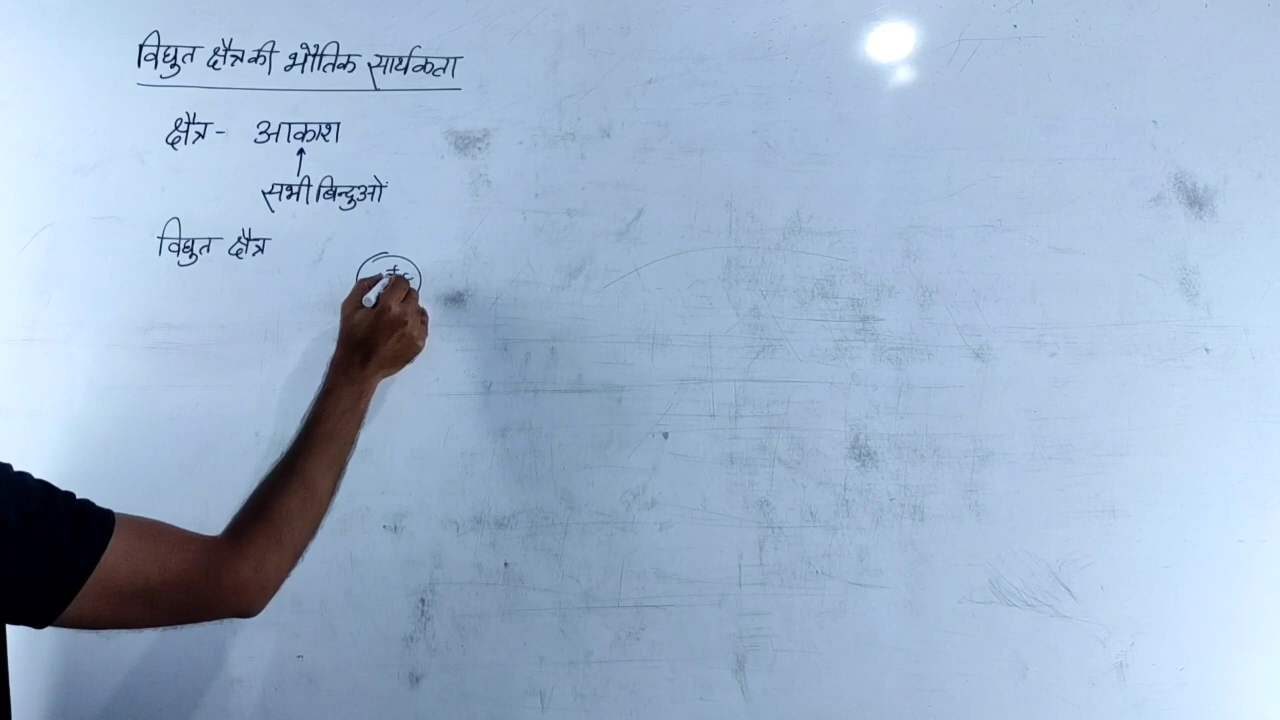 विद्युत क्षैत्र की भौतिक सार्थकता
क्षैत्र - आकाश
↑
सभी बिन्दुओं
विद्युत क्षैत्र
+